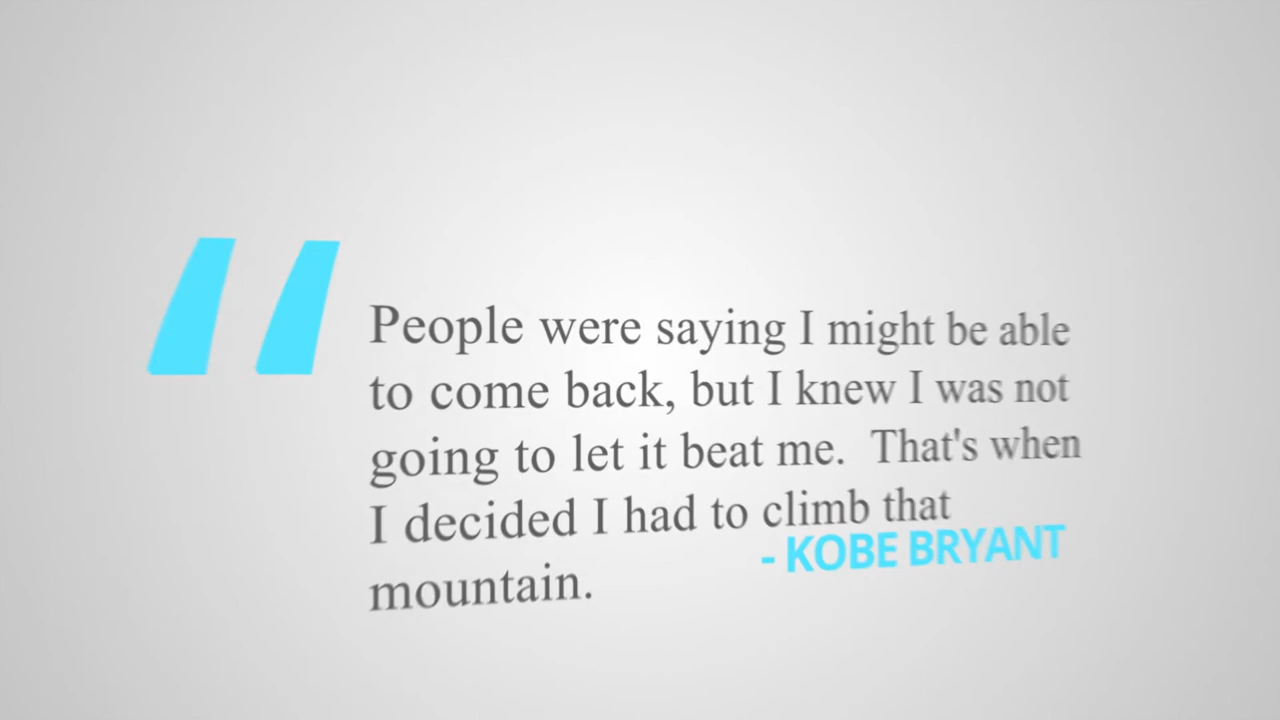 “
People were saying I might be able
to come back, but I knew I was not
going to let it beat me.  That's when
I decided I had to climb that
mountain.
- KOBE BRYANT